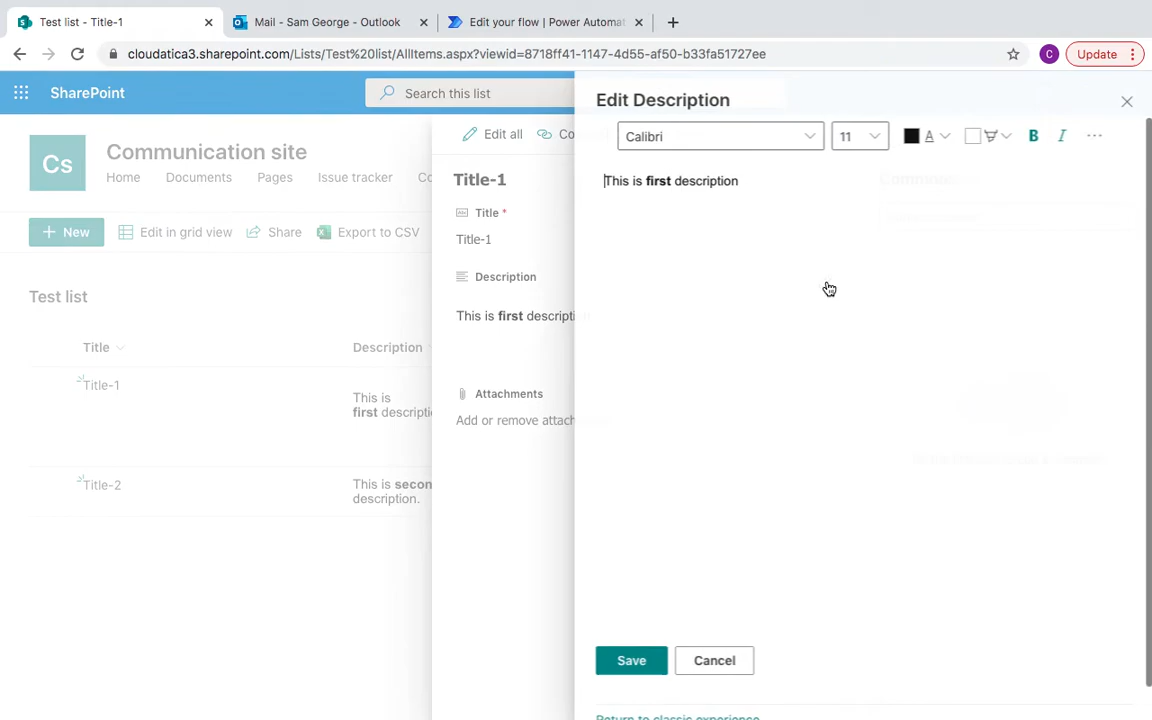 Test list - Title-1
Mail - Sam George - Outlook
Edit your flow | Power Automat
cloudatica3.sharepoint.com/Lists/Test%20list/AllItems.aspx?viewid=8718ff41-1147-4d55-af50-b33fa51727ee
C
Update
SharePoint
Search this list
Cs
Communication site
Home
Documents
Pages
Issue tracker
Co
New
Edit in grid view
Share
Export to CSV
Test list
Title
Description
Title-1
This is
first descripti
Title-2
This is secon
description.
Edit all
Co
Title-1
Title *
Title-1
Description
This is first description
Attachments
Add or remove attach
Edit Description
Calibri
11
A
B
I
This is first description
Save
Cancel
Return to classic experience